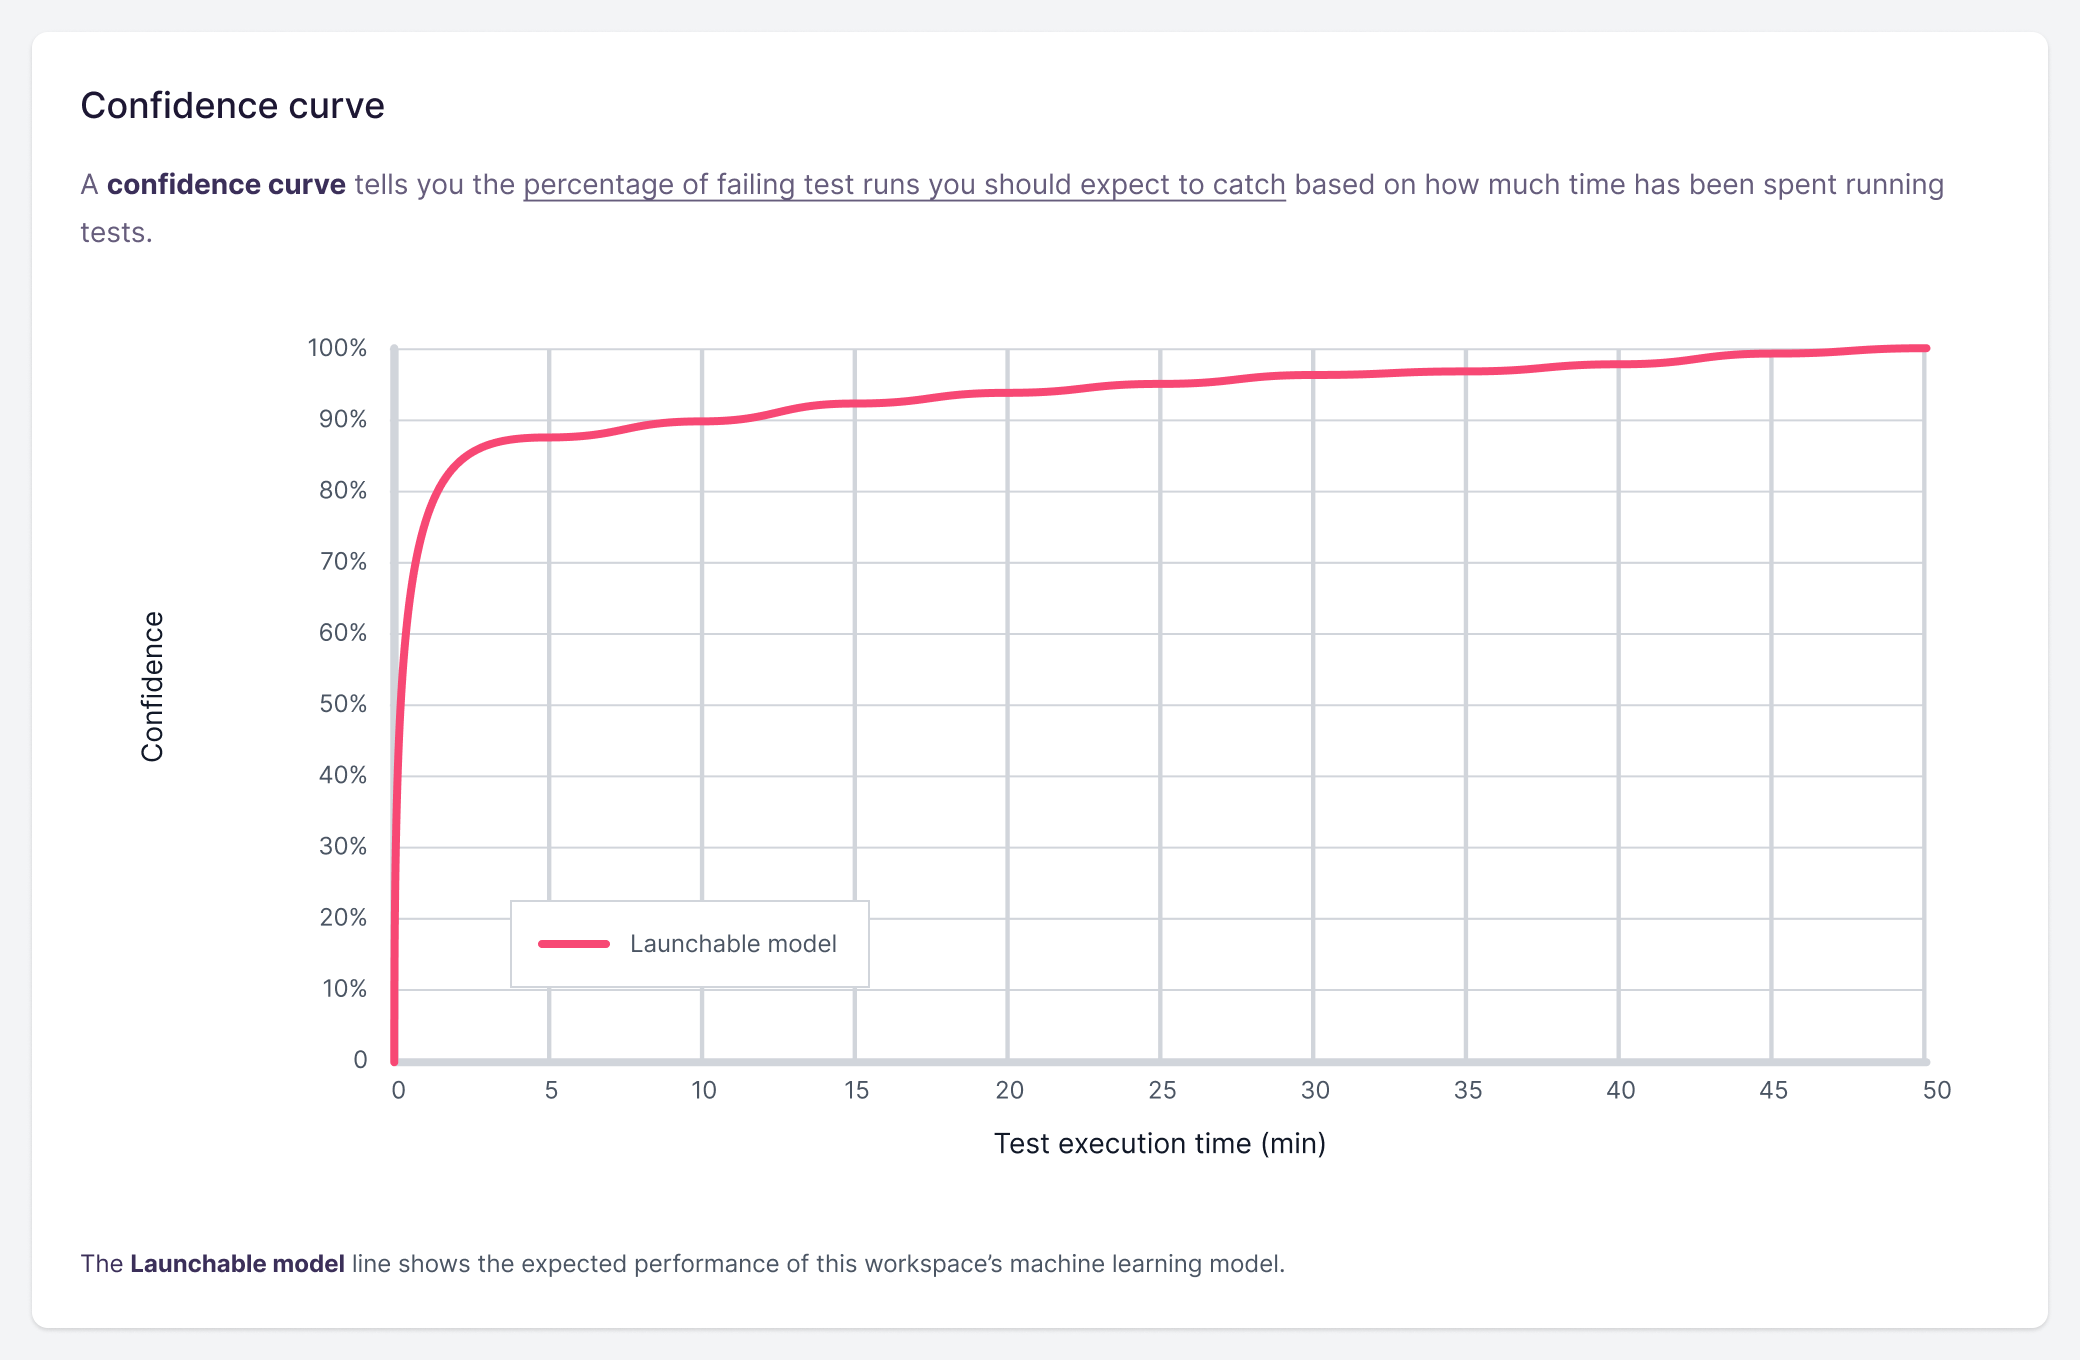 Confidence curve
A confidence curve tells you the percentage of failing test runs you should expect to catch based on how much time has been spent running
tests.
100%
90%
80%
70%
60%
50%
40%
30%
20%
10%
0
Confidence
Launchable model
0 5 10 15 20 25 30 35 40 45 50
Test execution time (min)
The Launchable model line shows the expected performance of this workspace’s machine learning model.